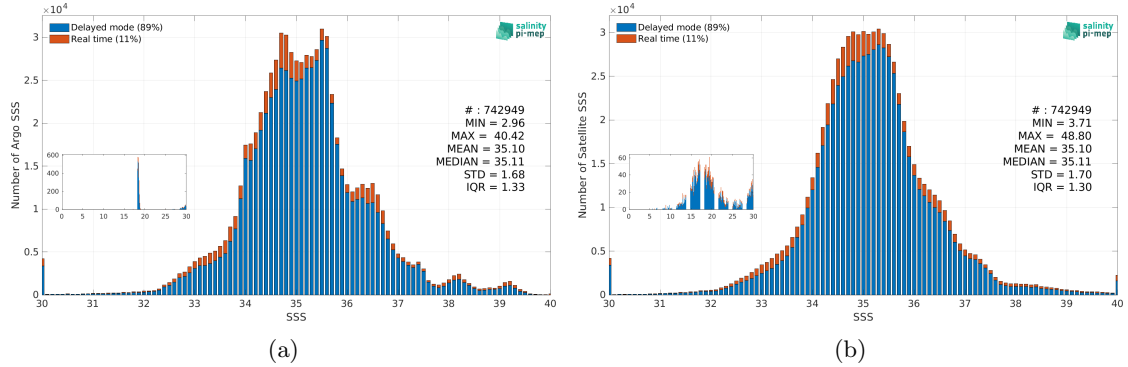 ×10⁴
Delayed mode (89%)
Real time (11%)
salinity
pi-mep
3
2.5
2
1.5
1
0.5
0
Number of Argo SSS
# : 742949
MIN = 2.96
MAX = 40.42
MEAN = 35.10
MEDIAN = 35.11
STD = 1.68
IQR = 1.33
600
400
200
0
0 5 10 15 20 25 30
30 31 32 33 34 35 36 37 38 39 40
SSS
(a)
×10⁴
Delayed mode (89%)
Real time (11%)
salinity
pi-mep
3
2.5
2
1.5
1
0.5
0
Number of Satellite SSS
# : 742949
MIN = 3.71
MAX = 48.80
MEAN = 35.10
MEDIAN = 35.11
STD = 1.70
IQR = 1.30
60
40
20
0
0 5 10 15 20 25 30
30 31 32 33 34 35 36 37 38 39 40
SSS
(b)